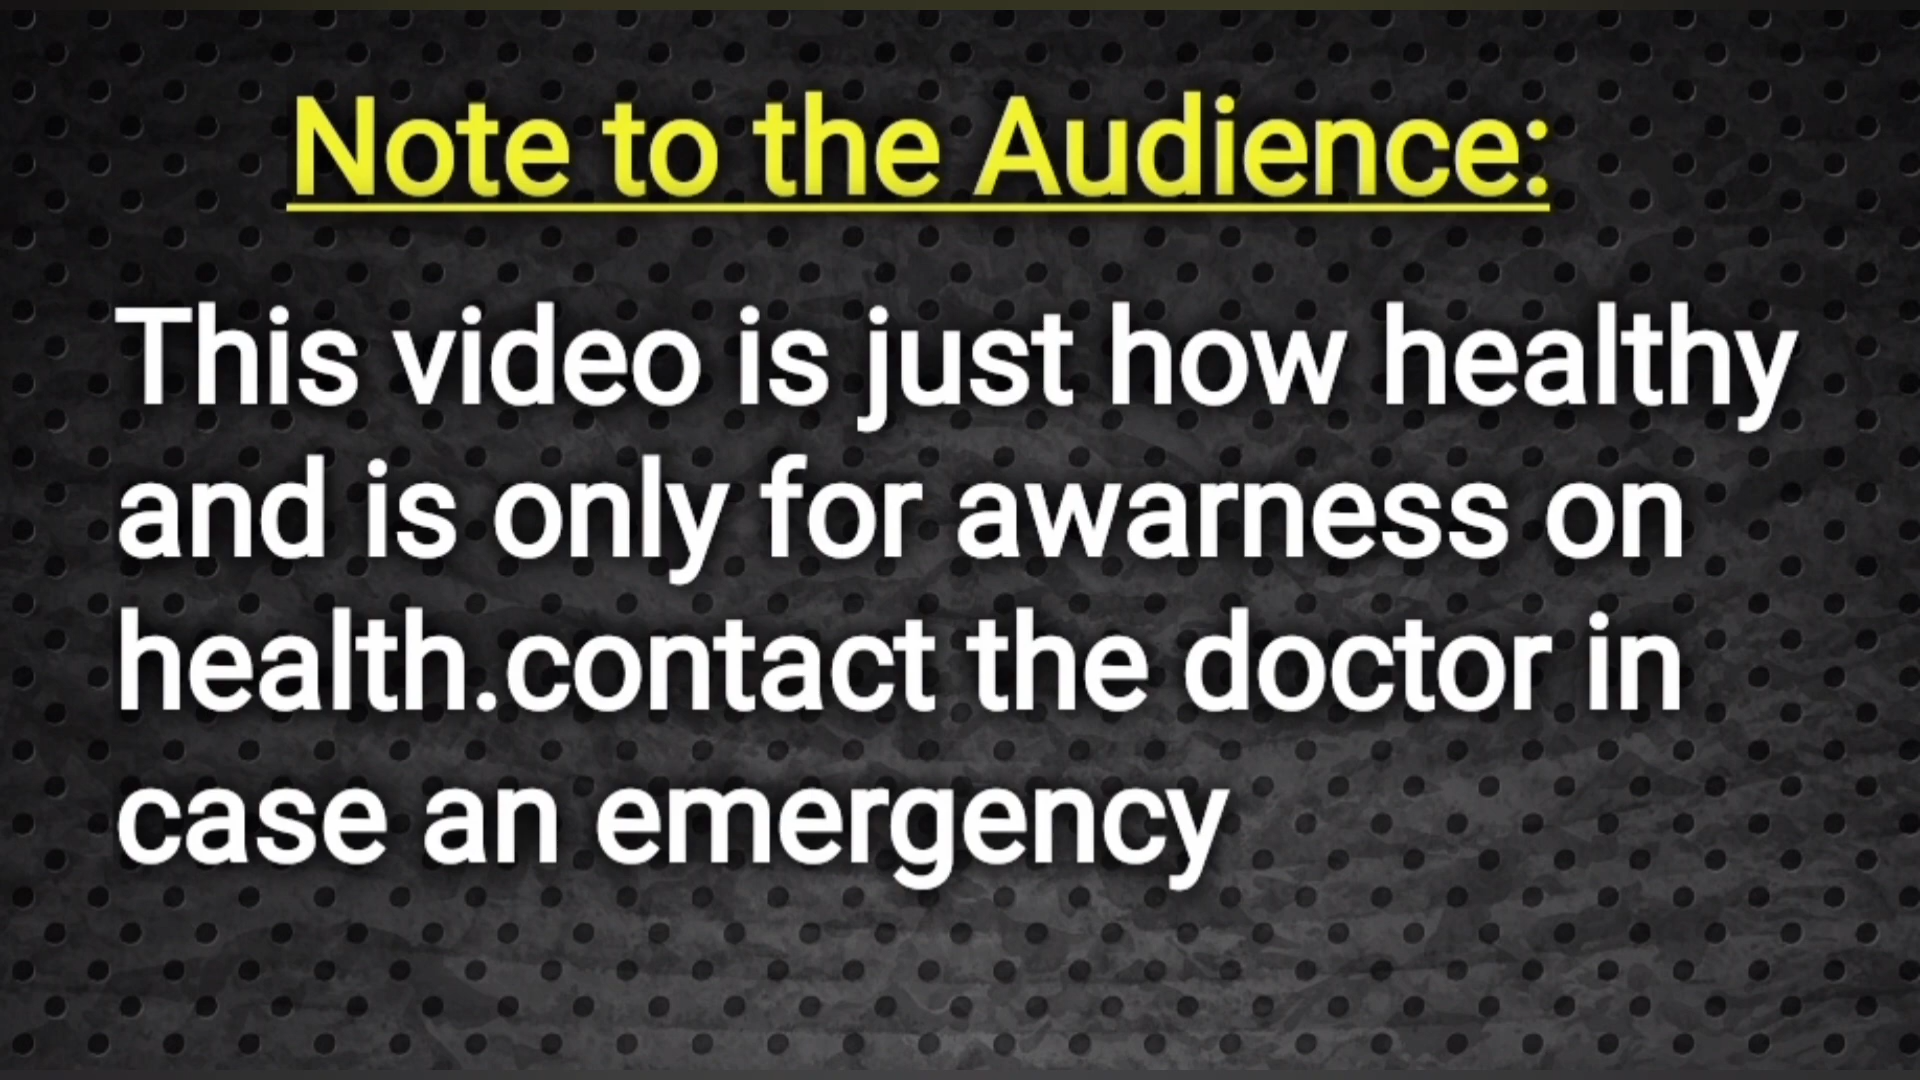 Note to the Audience:
This video is just how healthy
and is only for awarness on
health.contact the doctor in
case an emergency